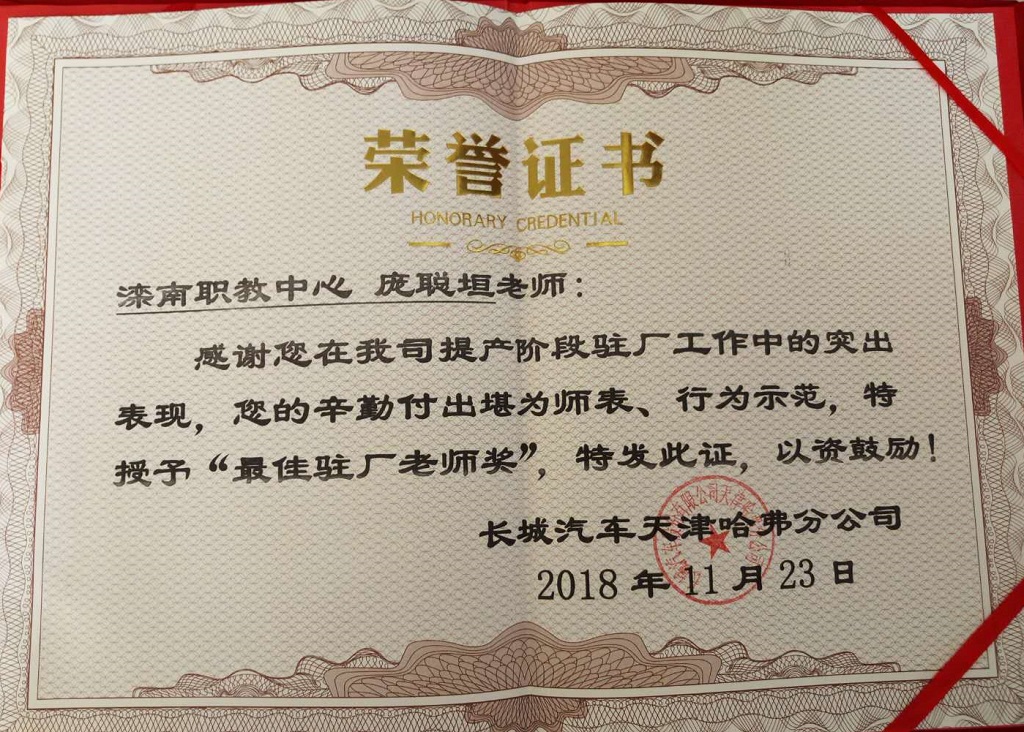 荣誉证书
HONORARY CREDENTIAL
滦南职教中心 庞聪垣老师：
感谢您在我司提产阶段驻厂工作中的突出
表现，您的辛勤付出堪为师表、行为示范，特
授予“最佳驻厂老师奖”，特发此证，以资鼓励！
长城汽车天津哈弗分公司
2018年11月23日